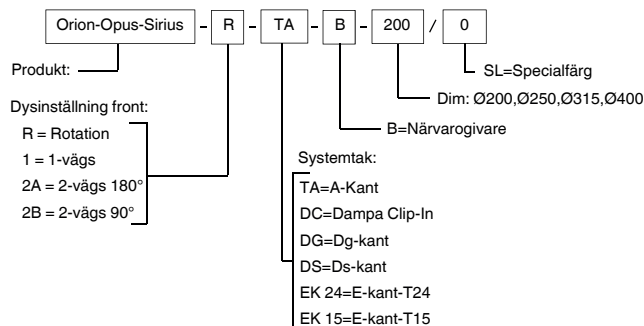 Orion-Opus-Sirius - R - TA - B - 200 / 0
Produkt:
SL=Specialfärg
Dim: Ø200,Ø250,Ø315,Ø400
Dysinställning front:
B=Närvarogivare
R = Rotation
1 = 1-vägs
2A = 2-vägs 180°
2B = 2-vägs 90°
Systemtak:
TA=A-Kant
DC=Dampa Clip-In
DG=Dg-kant
DS=Ds-kant
EK 24=E-kant-T24
EK 15=E-kant-T15